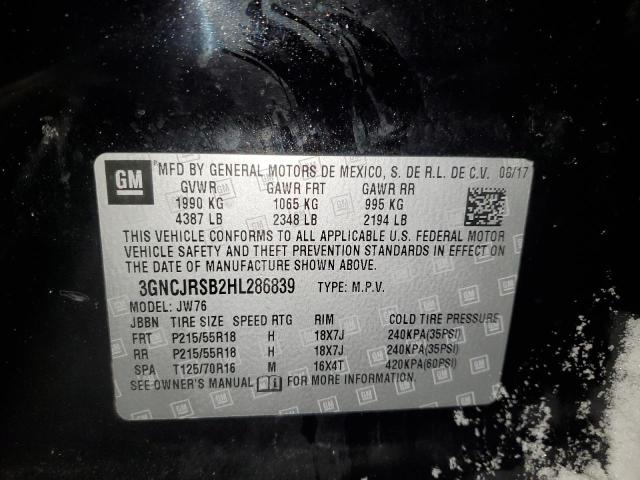 GM MFD BY GENERAL MOTORS DE MEXICO, S. DE R.L. DE C.V. 06/17
GVWR GAWR FRT GAWR RR
1990 KG 1065 KG 995 KG
4387 LB 2348 LB 2194 LB
THIS VEHICLE CONFORMS TO ALL APPLICABLE U.S. FEDERAL MOTOR
VEHICLE SAFETY AND THEFT PREVENTION STANDARDS IN EFFECT ON
THE DATE OF MANUFACTURE SHOWN ABOVE.
3GNCJRSB2HL286839 TYPE: M.P.V.
MODEL: JW76
JBBN TIRE SIZE SPEED RTG RIM COLD TIRE PRESSURE
FRT P215/55R18 H 18X7J 240KPA(35PSI)
RR P215/55R18 H 18X7J 240KPA(35PSI)
SPA T125/70R16 M 16X4T 420KPA(60PSI)
SEE OWNER'S MANUAL FOR MORE INFORMATION